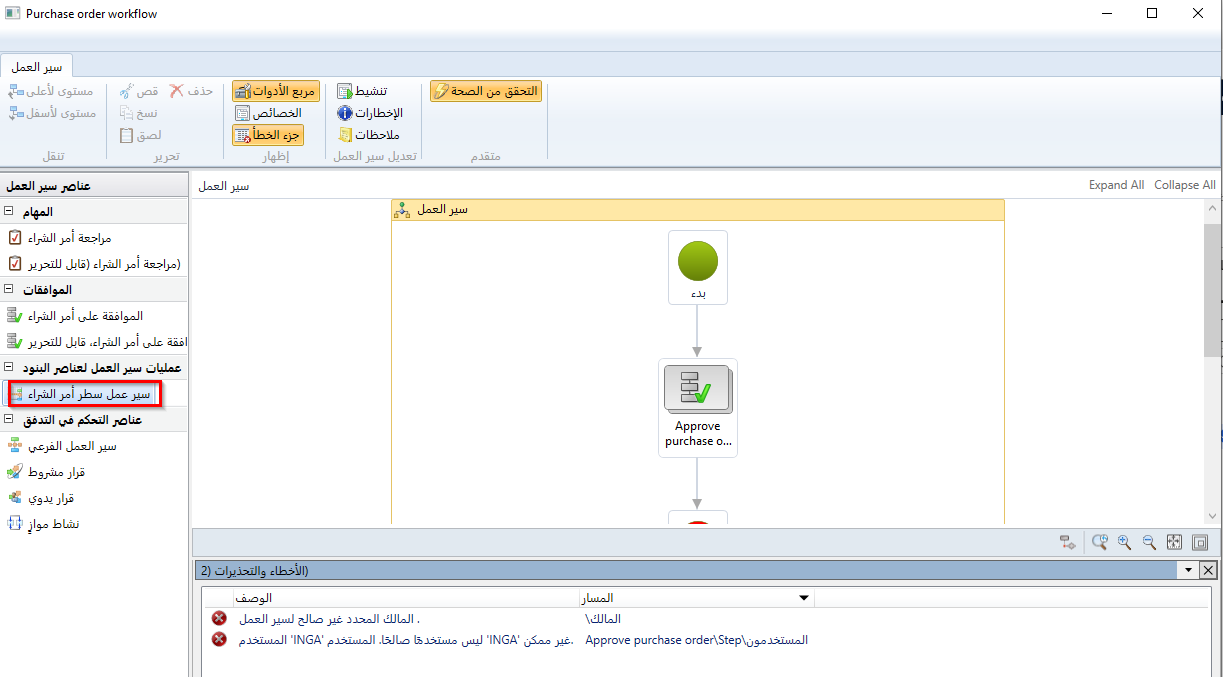 Purchase order workflow
سير العمل
مستوى لأعلى
مستوى لأسفل
تنقل
قص
حذف
نسخ
لصق
تحرير
مربع الأدوات
الخصائص
جزء الخطأ
إظهار
تنشيط
الإخطارات
ملاحظات
تعديل سير العمل
التحقق من الصحة
متقدم
عناصر سير العمل
المهام
مراجعة أمر الشراء
مراجعة أمر الشراء (قابل للتحرير)
الموافقات
الموافقة على أمر الشراء
افقة على أمر الشراء، قابل للتحرير
عمليات سير العمل لعناصر البنود
سير عمل سطر أمر الشراء
عناصر التحكم في التدفق
سير العمل الفرعي
قرار مشروط
قرار يدوي
نشاط موازٍ
سير العمل
Expand All
Collapse All
سير العمل
بدء
Approve
purchase o...
الأخطاء والتحذيرات (2)
الوصف
المسار
المالك المحدد غير صالح لسير العمل .
المالك\
المستخدم 'INGA' ليس مستخدمًا صالحًا. المستخدم 'INGA' غير ممكن.
Approve purchase order\Step\المستخدمون